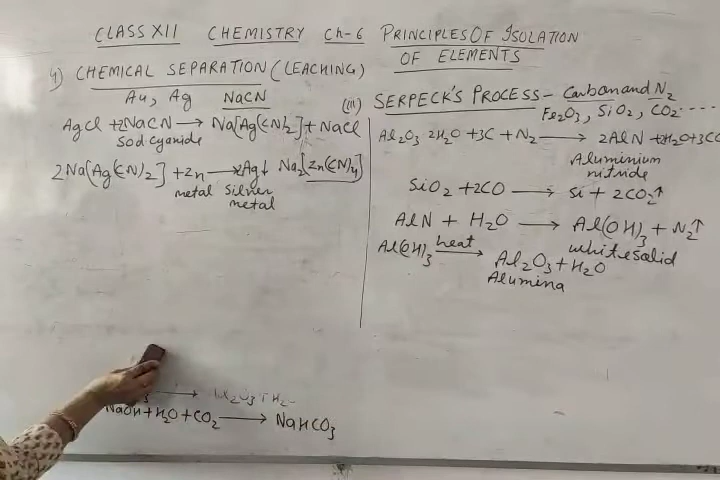 CLASS XII CHEMISTRY Ch-6 PRINCIPLES OF ISOLATION
OF ELEMENTS
4) CHEMICAL SEPARATION (LEACHING)
Au, Ag NaCN
AgCl + 2NaCN → Na[Ag(CN)2] + NaCl
Sod cyanide
2Na[Ag(CN)2] + Zn → 2Ag↓ Na2[Zn(CN)4]
metal Silver
metal
(iii) SERPECK'S PROCESS - Carbon and N2
Fe2O3, SiO2, CO2 ----
Al2O3 2H2O + 3C + N2 → 2AlN + 2H2O + 3CO
Aluminium
nitride
SiO2 + 2CO → Si + 2CO2↑
AlN + H2O → Al(OH)3 + N2↑
white solid
Al(OH)3 heat → Al2O3 + H2O
Alumina
3 → Al2O3 + H2
NaOH + H2O + CO2 → NaHCO3